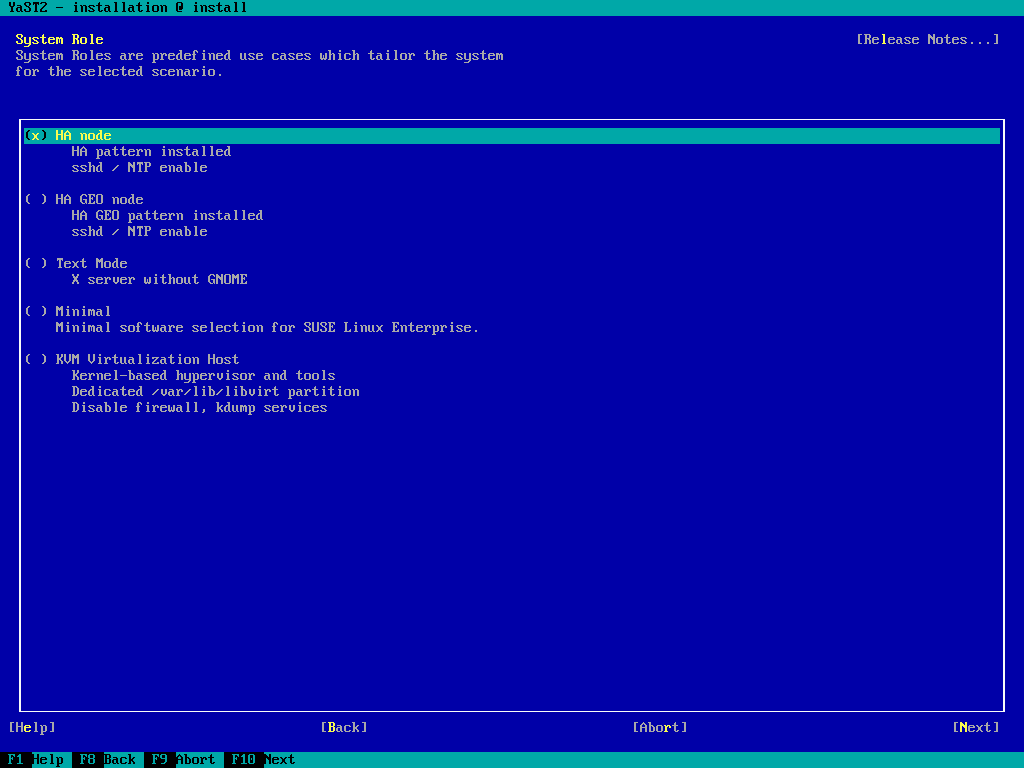 YaST2 - installation @ install
System Role [Release Notes...]
System Roles are predefined use cases which tailor the system
for the selected scenario.
(x) HA node
HA pattern installed
sshd / NTP enable
( ) HA GEO node
HA GEO pattern installed
sshd / NTP enable
( ) Text Mode
X server without GNOME
( ) Minimal
Minimal software selection for SUSE Linux Enterprise.
( ) KVM Virtualization Host
Kernel-based hypervisor and tools
Dedicated /var/lib/libvirt partition
Disable firewall, kdump services
[Help] [Back] [Abort] [Next]
F1 Help F8 Back F9 Abort F10 Next